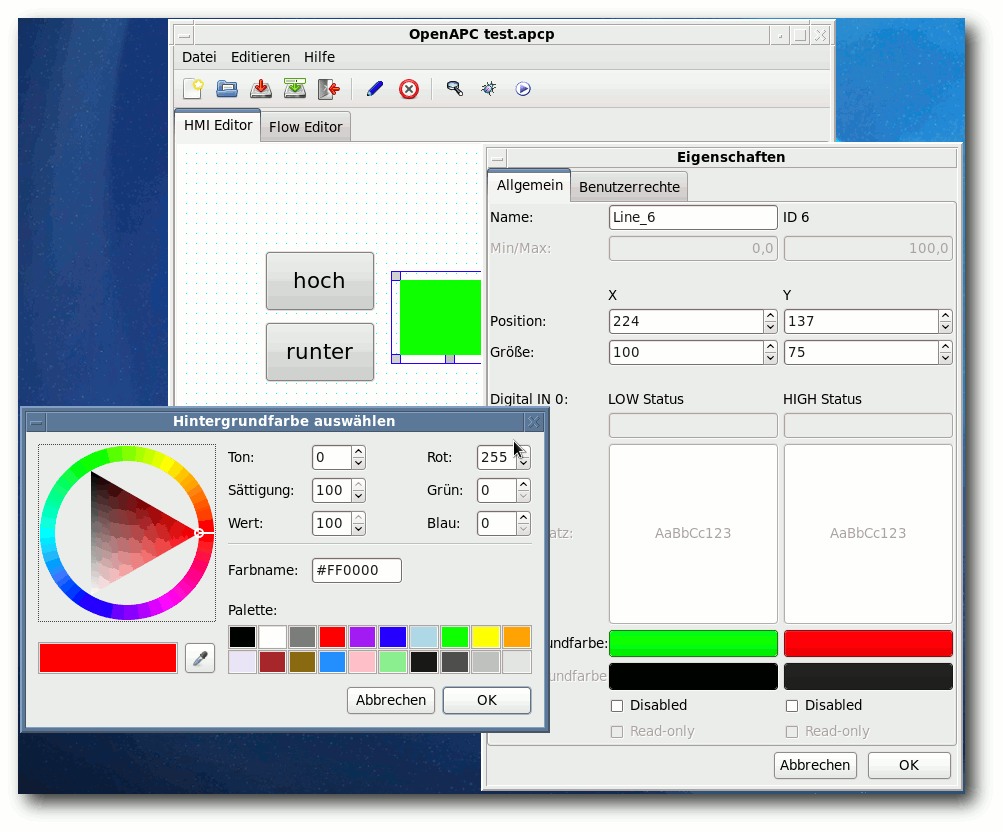 OpenAPC test.apcp
Datei Editieren Hilfe
HMI Editor Flow Editor
hoch
runter
Eigenschaften
Allgemein Benutzerrechte
Name: Line_6 ID 6
Min/Max: 0,0 100,0
X Y
Position: 224 137
Größe: 100 75
Digital IN 0: LOW Status HIGH Status
atz: AaBbCc123 AaBbCc123
undfarbe:
undfarbe
Disabled Disabled
Read-only Read-only
Abbrechen OK
Hintergrundfarbe auswählen
Ton: 0 Rot: 255
Sättigung: 100 Grün: 0
Wert: 100 Blau: 0
Farbname: #FF0000
Palette:
Abbrechen OK